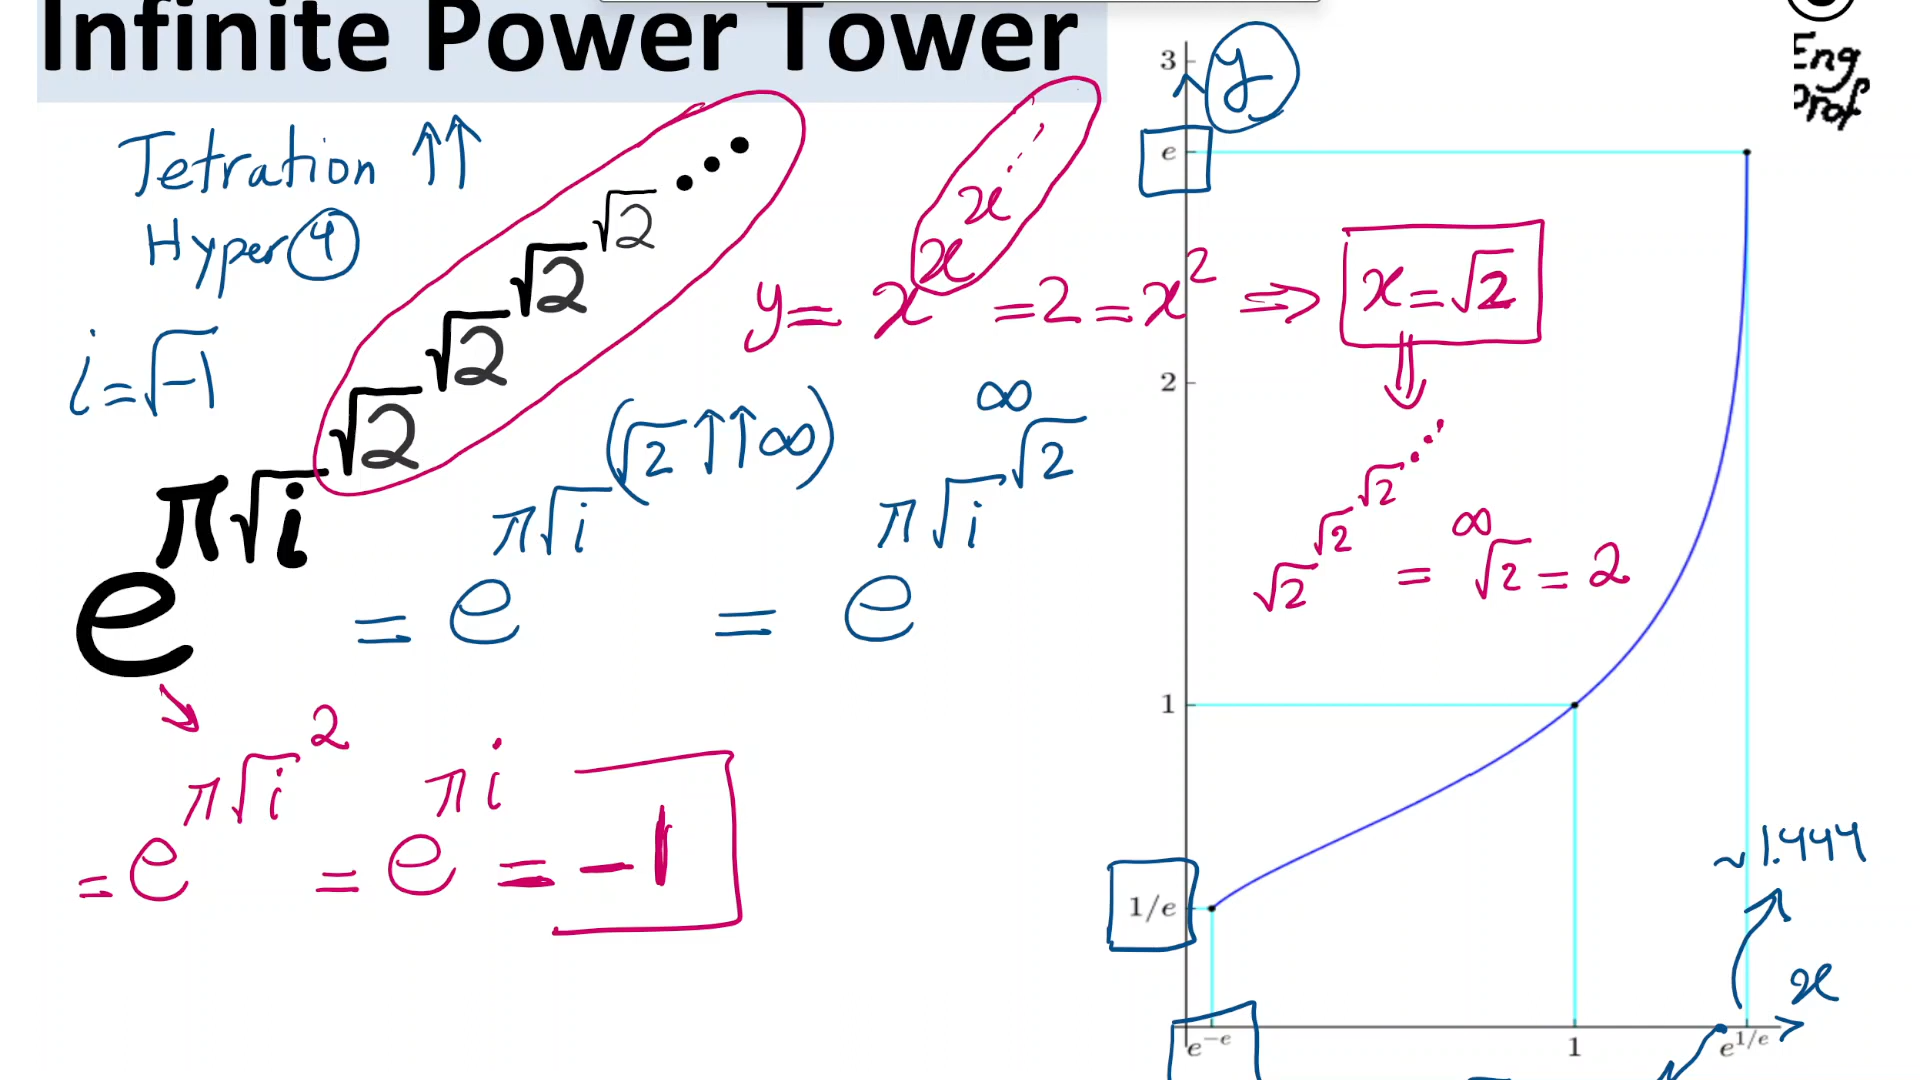 Infinite Power Tower
Eng
Prof
Tetration ↑↑
Hyper 4
i = √-1
e^{π√i^{√2^{√2^{√2^{√2^{⋰}}}}}} = e^{π√i^{(√2↑↑∞)}} = e^{π√i^{^∞√2}}
= e^{π√i^2} = e^{πi} = -1
y = x^{x^{x^{⋰}}} = 2 = x^2 ⇒ x = √2
⇓
√2^{√2^{√2^{⋰}}} = ^∞√2 = 2
y
3
e
2
1
1/e
~1.444
x
e^{-e}
1
e^{1/e}